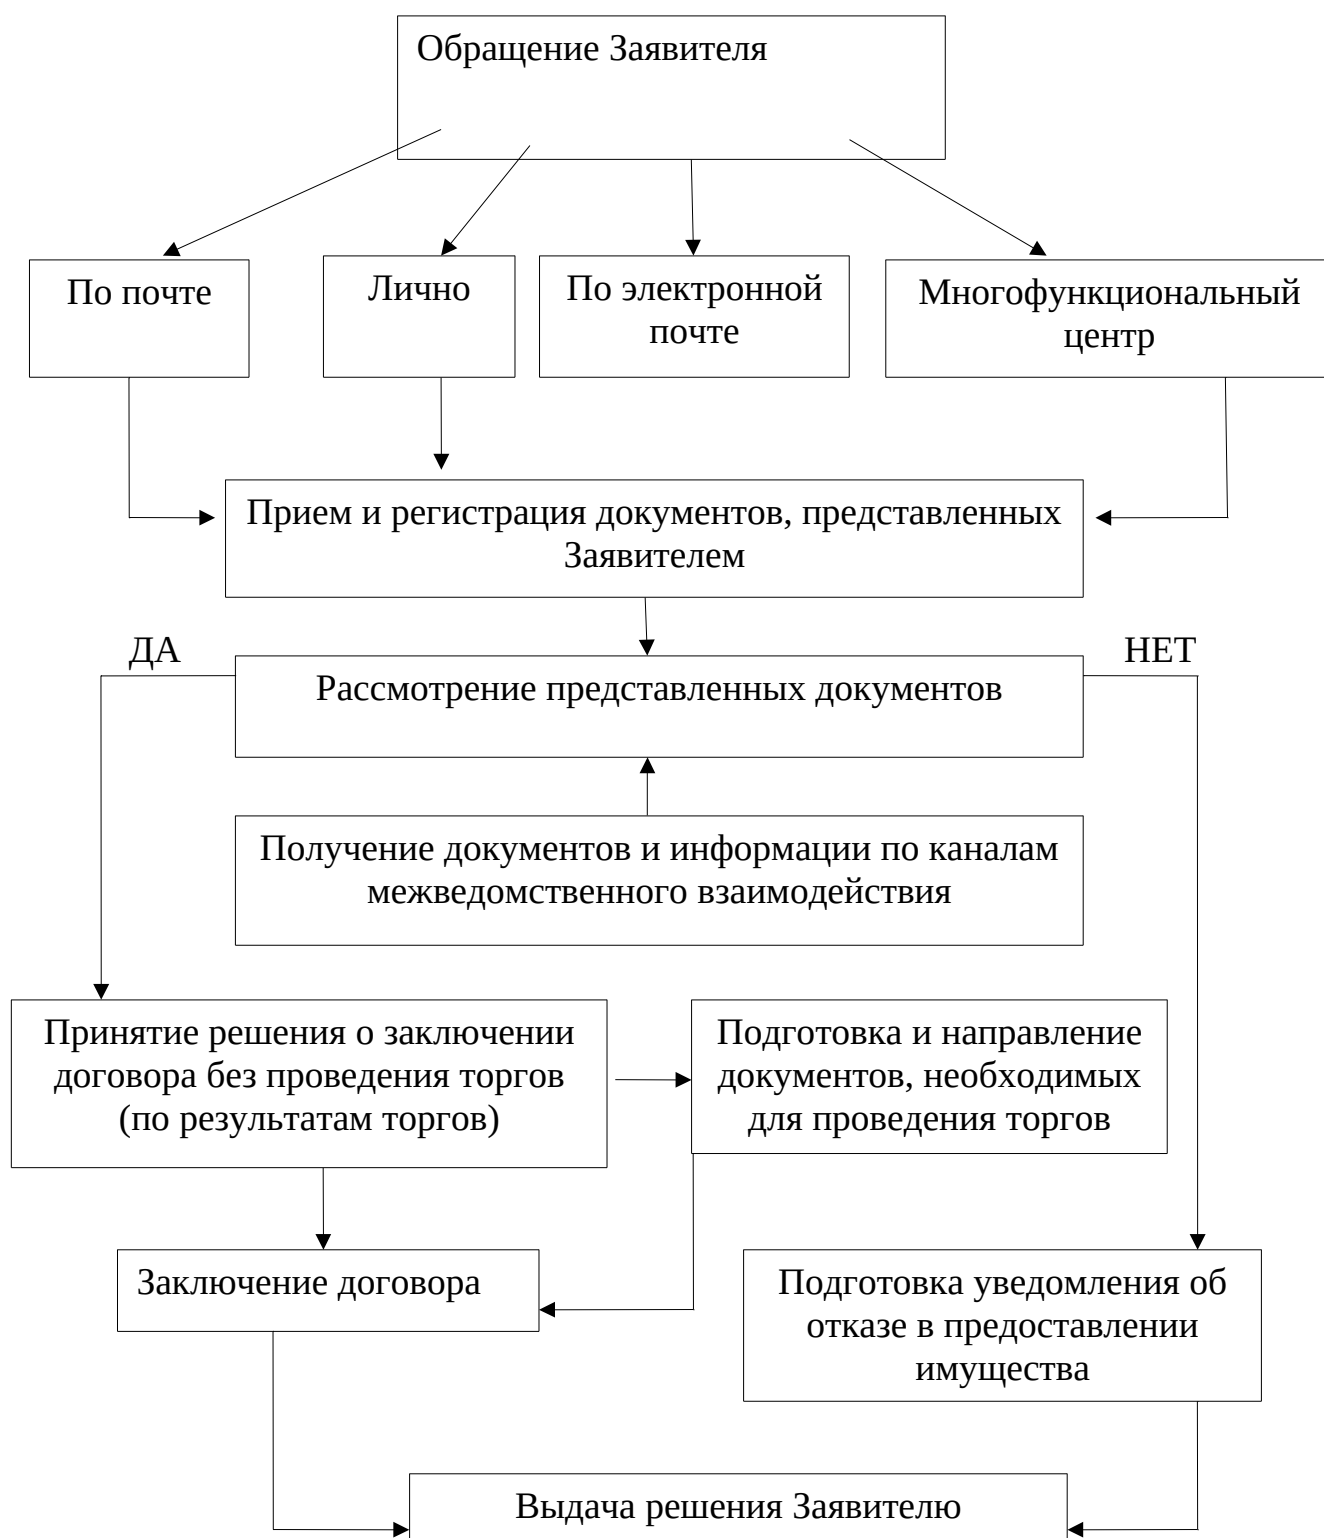 Обращение Заявителя
По почте
Лично
По электронной
почте
Многофункциональный
центр
Прием и регистрация документов, представленных
Заявителем
ДА
НЕТ
Рассмотрение представленных документов
Получение документов и информации по каналам
межведомственного взаимодействия
Принятие решения о заключении
договора без проведения торгов
(по результатам торгов)
Подготовка и направление
документов, необходимых
для проведения торгов
Заключение договора
Подготовка уведомления об
отказе в предоставлении
имущества
Выдача решения Заявителю